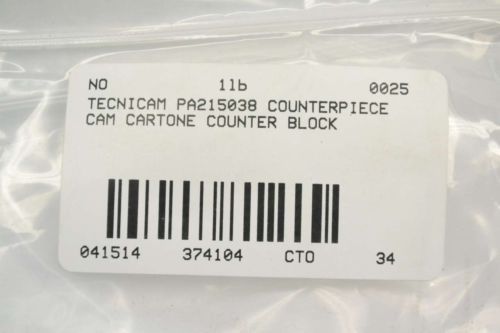 NO 1lb 0025
TECNICAM PA215038 COUNTERPIECE
CAM CARTONE COUNTER BLOCK
041514 374104 CTO 34